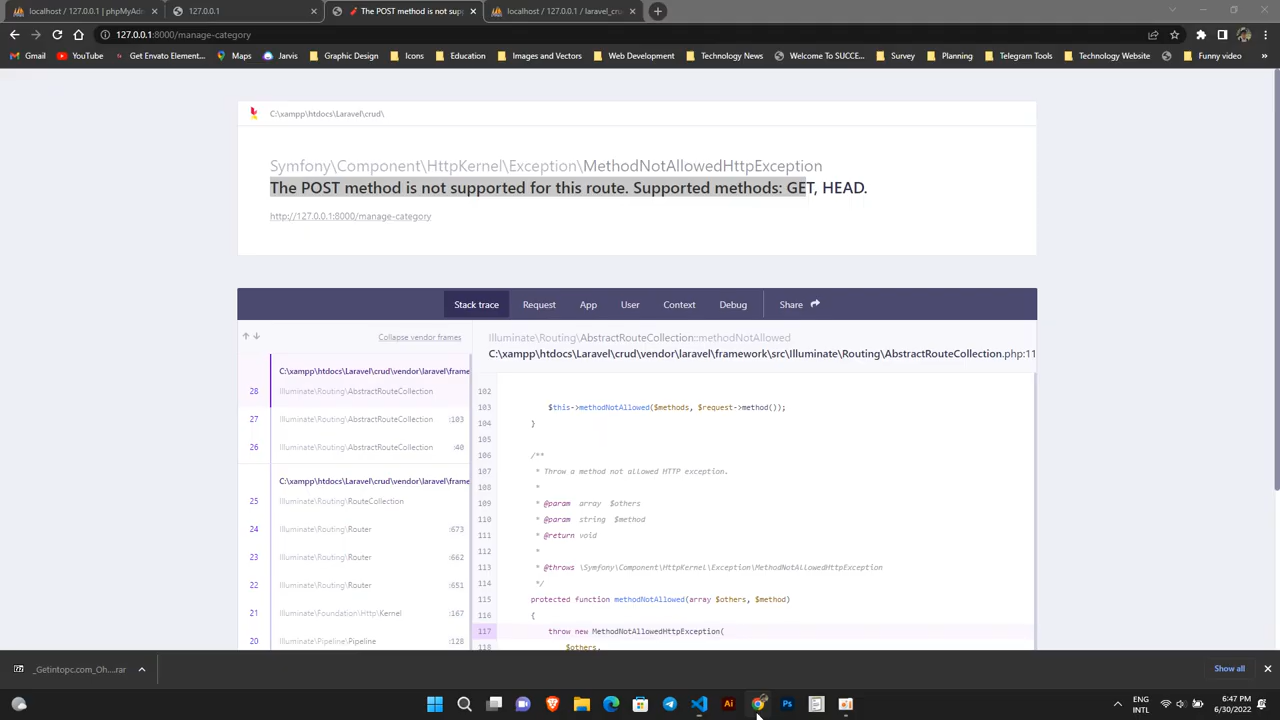 localhost / 127.0.0.1 | phpMyAdm
127.0.0.1
The POST method is not supp
localhost / 127.0.0.1 / laravel_cru
127.0.0.1:8000/manage-category
Gmail
YouTube
Get Envato Element...
Maps
Jarvis
Graphic Design
Icons
Education
Images and Vectors
Web Development
Technology News
Welcome To SUCCE...
Survey
Planning
Telegram Tools
Technology Website
Funny video
»
C:\xampp\htdocs\Laravel\crud\
Symfony\Component\HttpKernel\Exception\MethodNotAllowedHttpException
The POST method is not supported for this route. Supported methods: GET, HEAD.
http://127.0.0.1:8000/manage-category
Stack trace
Request
App
User
Context
Debug
Share
Collapse vendor frames
C:\xampp\htdocs\Laravel\crud\vendor\laravel\frame
28 Illuminate\Routing\AbstractRouteCollection
27 Illuminate\Routing\AbstractRouteCollection :103
26 Illuminate\Routing\AbstractRouteCollection :40
C:\xampp\htdocs\Laravel\crud\vendor\laravel\frame
25 Illuminate\Routing\RouteCollection
24 Illuminate\Routing\Router :673
23 Illuminate\Routing\Router :662
22 Illuminate\Routing\Router :651
21 Illuminate\Foundation\Http\Kernel :167
20 Illuminate\Pipeline\Pipeline :128
Illuminate\Routing\AbstractRouteCollection::methodNotAllowed
C:\xampp\htdocs\Laravel\crud\vendor\laravel\framework\src\Illuminate\Routing\AbstractRouteCollection.php:11
102
103 $this->methodNotAllowed($methods, $request->method());
104 }
105
106 /**
107 * Throw a method not allowed HTTP exception.
108 *
109 * @param array $others
110 * @param string $method
111 * @return void
112 *
113 * @throws \Symfony\Component\HttpKernel\Exception\MethodNotAllowedHttpException
114 */
115 protected function methodNotAllowed(array $others, $method)
116 {
117 throw new MethodNotAllowedHttpException(
118 $others,
_Getintopc.com_Oh....rar
Show all
Ai
Ps
ENG
INTL
6:47 PM
6/30/2022